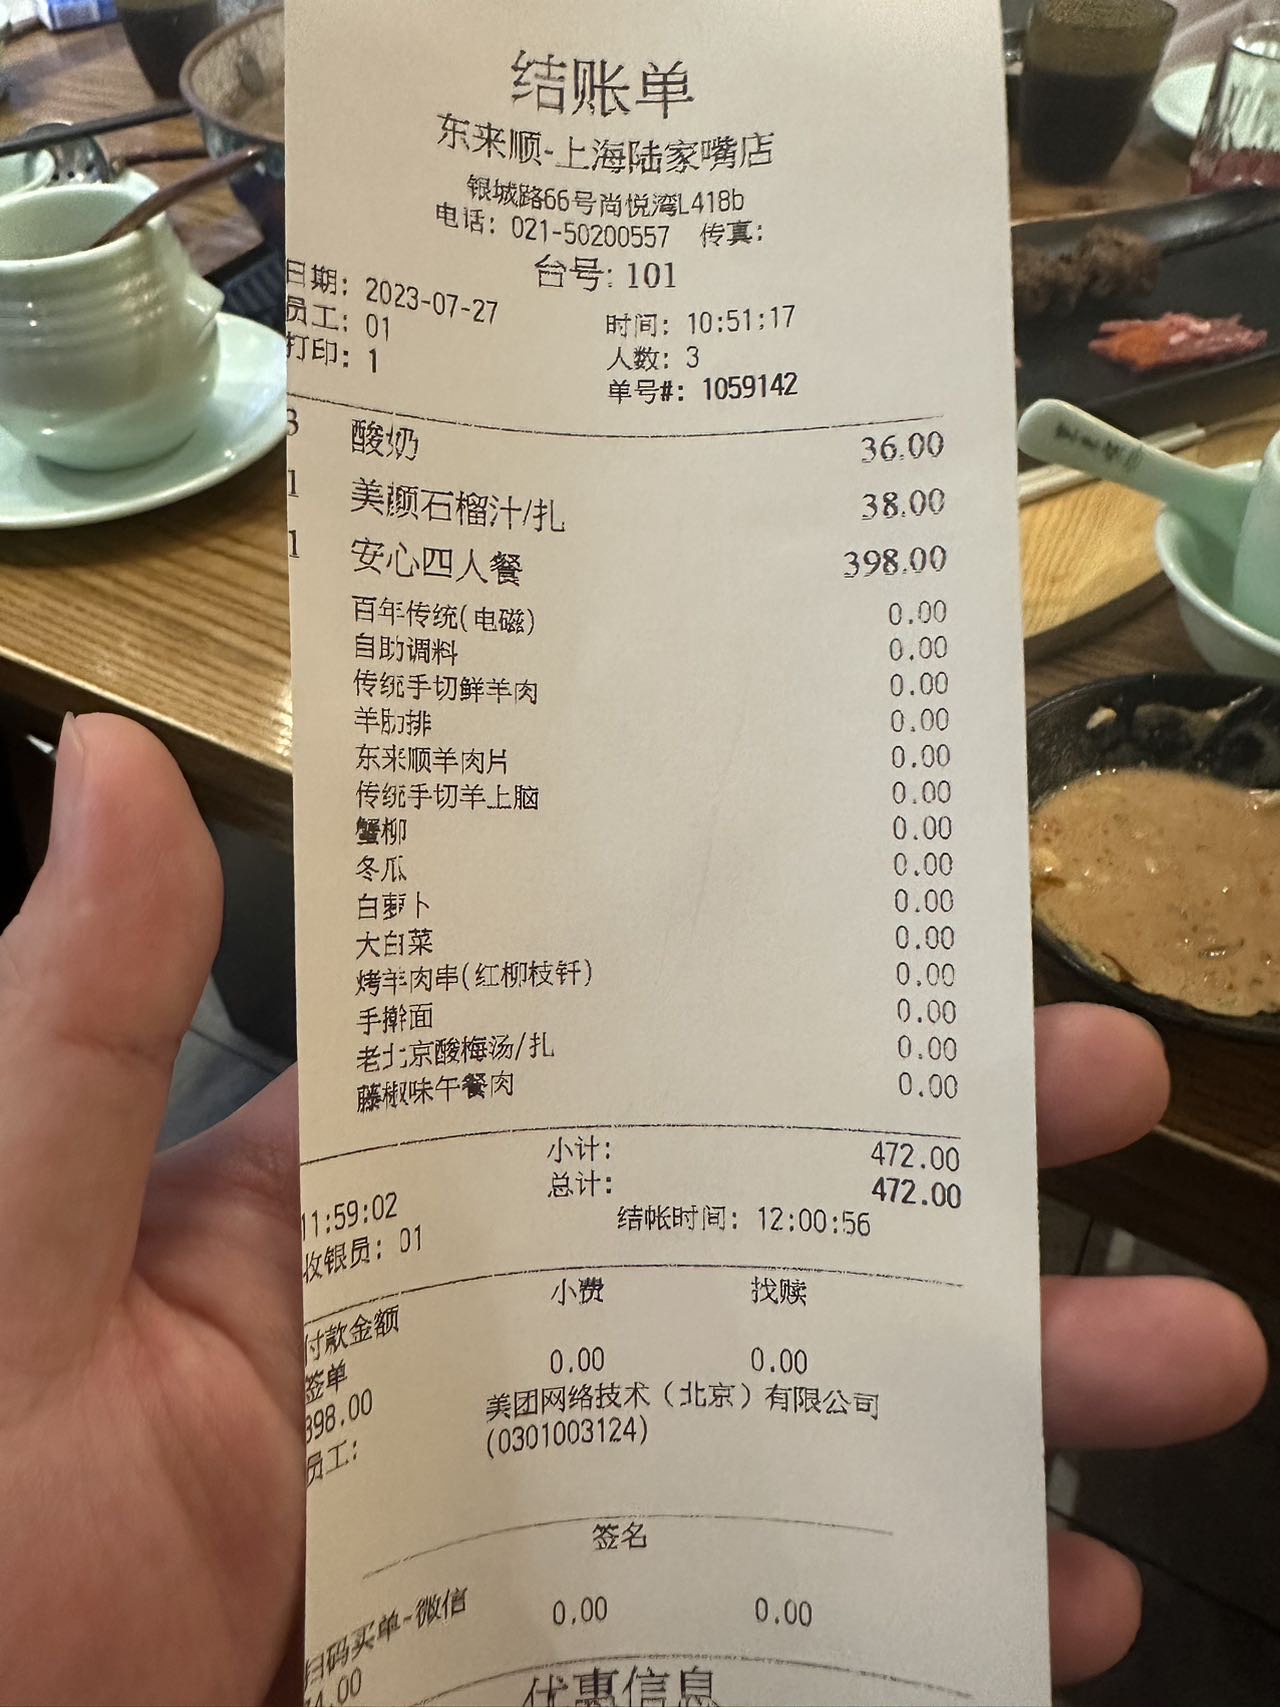 结账单
东来顺-上海陆家嘴店
银城路66号尚悦湾L418b
电话: 021-50200557 传真:
台号: 101
日期: 2023-07-27
时间: 10:51:17
员工: 01
人数: 3
打印: 1
单号#: 1059142
3 酸奶 36.00
1 美颜石榴汁/扎 38.00
1 安心四人餐 398.00
百年传统(电磁) 0.00
自助调料 0.00
传统手切鲜羊肉 0.00
羊肋排 0.00
东来顺羊肉片 0.00
传统手切羊上脑 0.00
蟹柳 0.00
冬瓜 0.00
白萝卜 0.00
大白菜 0.00
烤羊肉串(红柳枝钎) 0.00
手擀面 0.00
老北京酸梅汤/扎 0.00
藤椒味午餐肉 0.00
小计: 472.00
总计: 472.00
11:59:02
结帐时间: 12:00:56
收银员: 01
付款金额 小费 找赎
签单
398.00 0.00 0.00
美团网络技术（北京）有限公司
(0301003124)
员工:
签名
扫码买单-微信
74.00 0.00 0.00
优惠信息